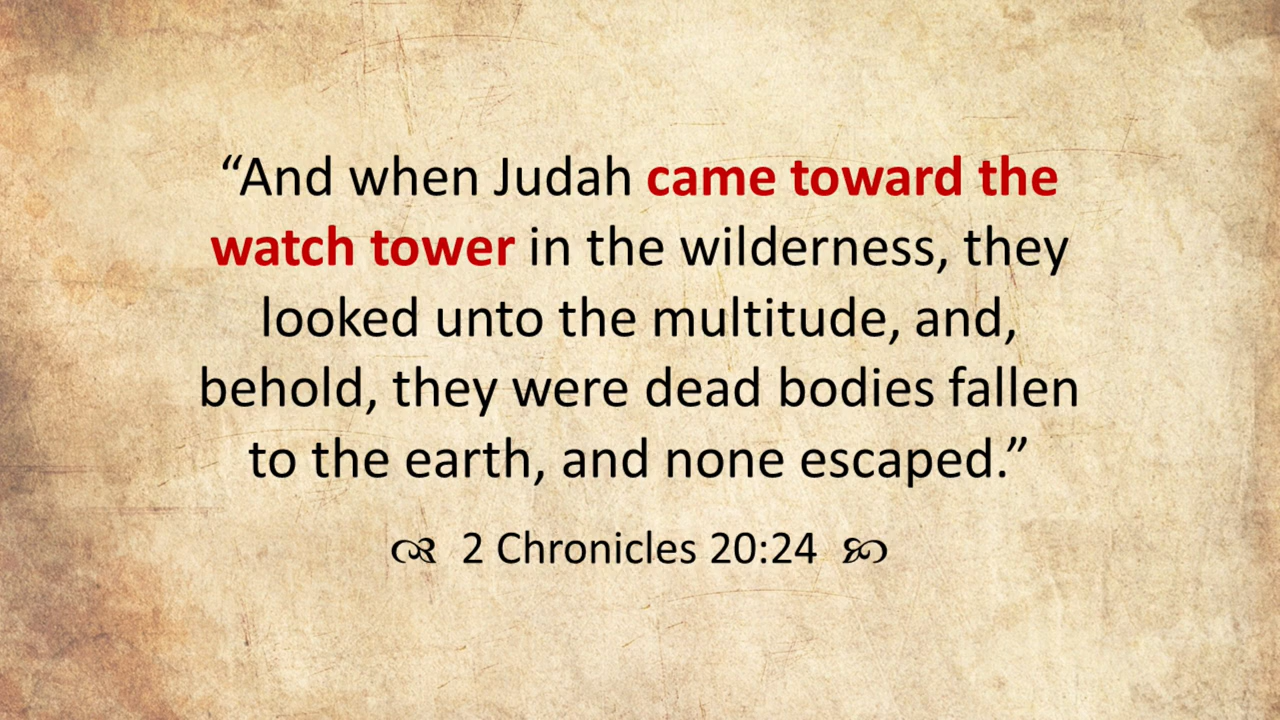 “And when Judah came toward the
watch tower in the wilderness, they
looked unto the multitude, and,
behold, they were dead bodies fallen
to the earth, and none escaped.”
2 Chronicles 20:24